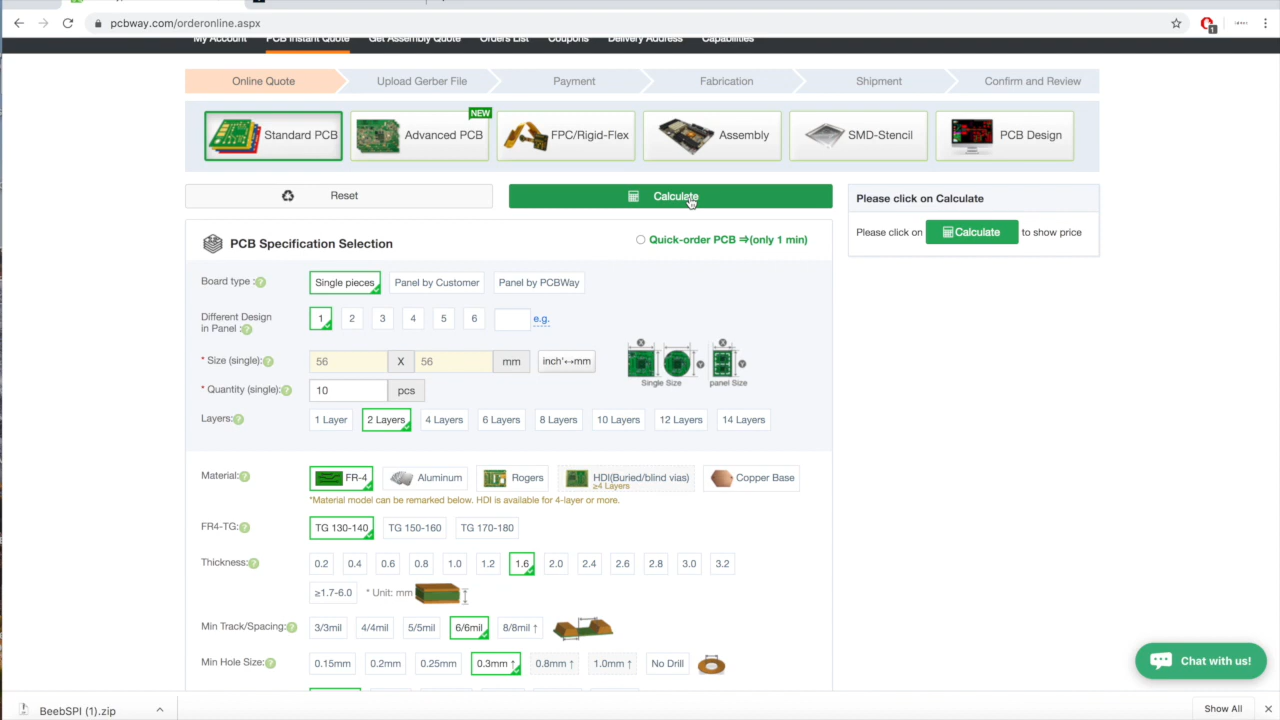 pcbway.com/orderonline.aspx
1
My Account PCB Instant Quote Get Assembly Quote Orders List Coupons Delivery Address Capabilities
Online Quote Upload Gerber File Payment Fabrication Shipment Confirm and Review
NEW
Standard PCB Advanced PCB FPC/Rigid-Flex Assembly SMD-Stencil PCB Design
Reset Calculate
Please click on Calculate
Please click on Calculate to show price
PCB Specification Selection
Quick-order PCB ⇒(only 1 min)
Board type :? Single pieces Panel by Customer Panel by PCBWay
Different Design
in Panel :? 1 2 3 4 5 6 e.g.
* Size (single):? 56 X 56 mm inch'↔mm
X Y X Y
Single Size panel Size
* Quantity (single):? 10 pcs
Layers:? 1 Layer 2 Layers 4 Layers 6 Layers 8 Layers 10 Layers 12 Layers 14 Layers
Material:? FR-4 Aluminum Rogers HDI(Buried/blind vias) Copper Base
≥4 Layers
*Material model can be remarked below. HDI is available for 4-layer or more.
FR4-TG:? TG 130-140 TG 150-160 TG 170-180
Thickness:? 0.2 0.4 0.6 0.8 1.0 1.2 1.6 2.0 2.4 2.6 2.8 3.0 3.2
≥1.7-6.0 * Unit: mm
Min Track/Spacing:? 3/3mil 4/4mil 5/5mil 6/6mil 8/8mil ↑
Min Hole Size:? 0.15mm 0.2mm 0.25mm 0.3mm ↑ 0.8mm ↑ 1.0mm ↑ No Drill
Chat with us!
BeebSPI (1).zip
Show All